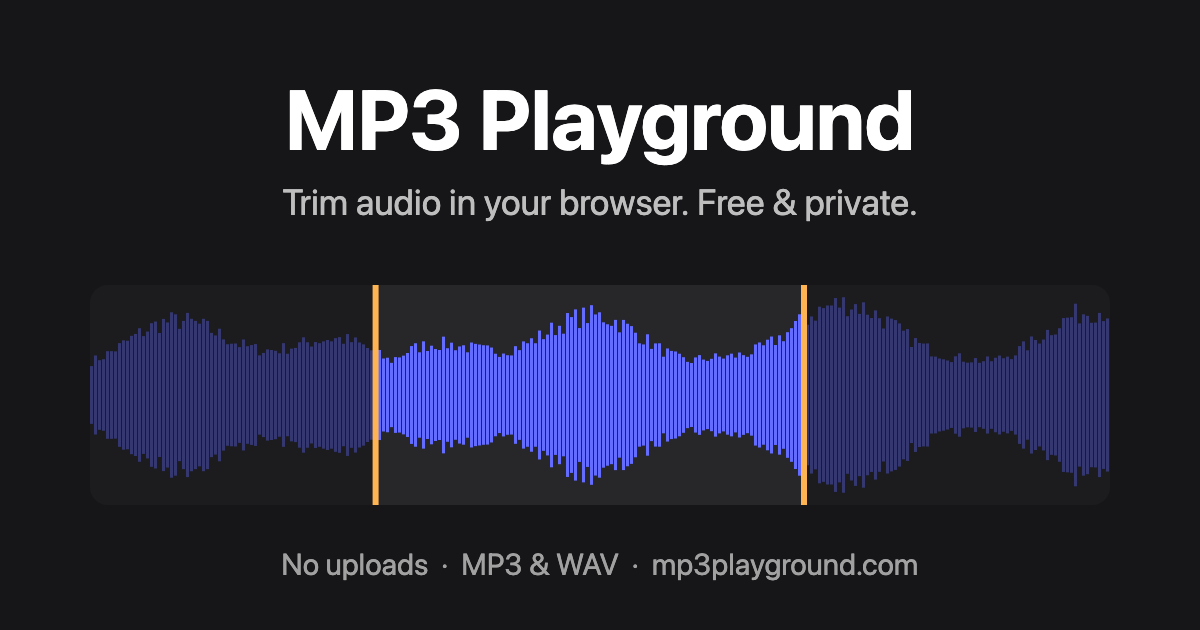 MP3 Playground
Trim audio in your browser. Free & private.
No uploads · MP3 & WAV · mp3playground.com